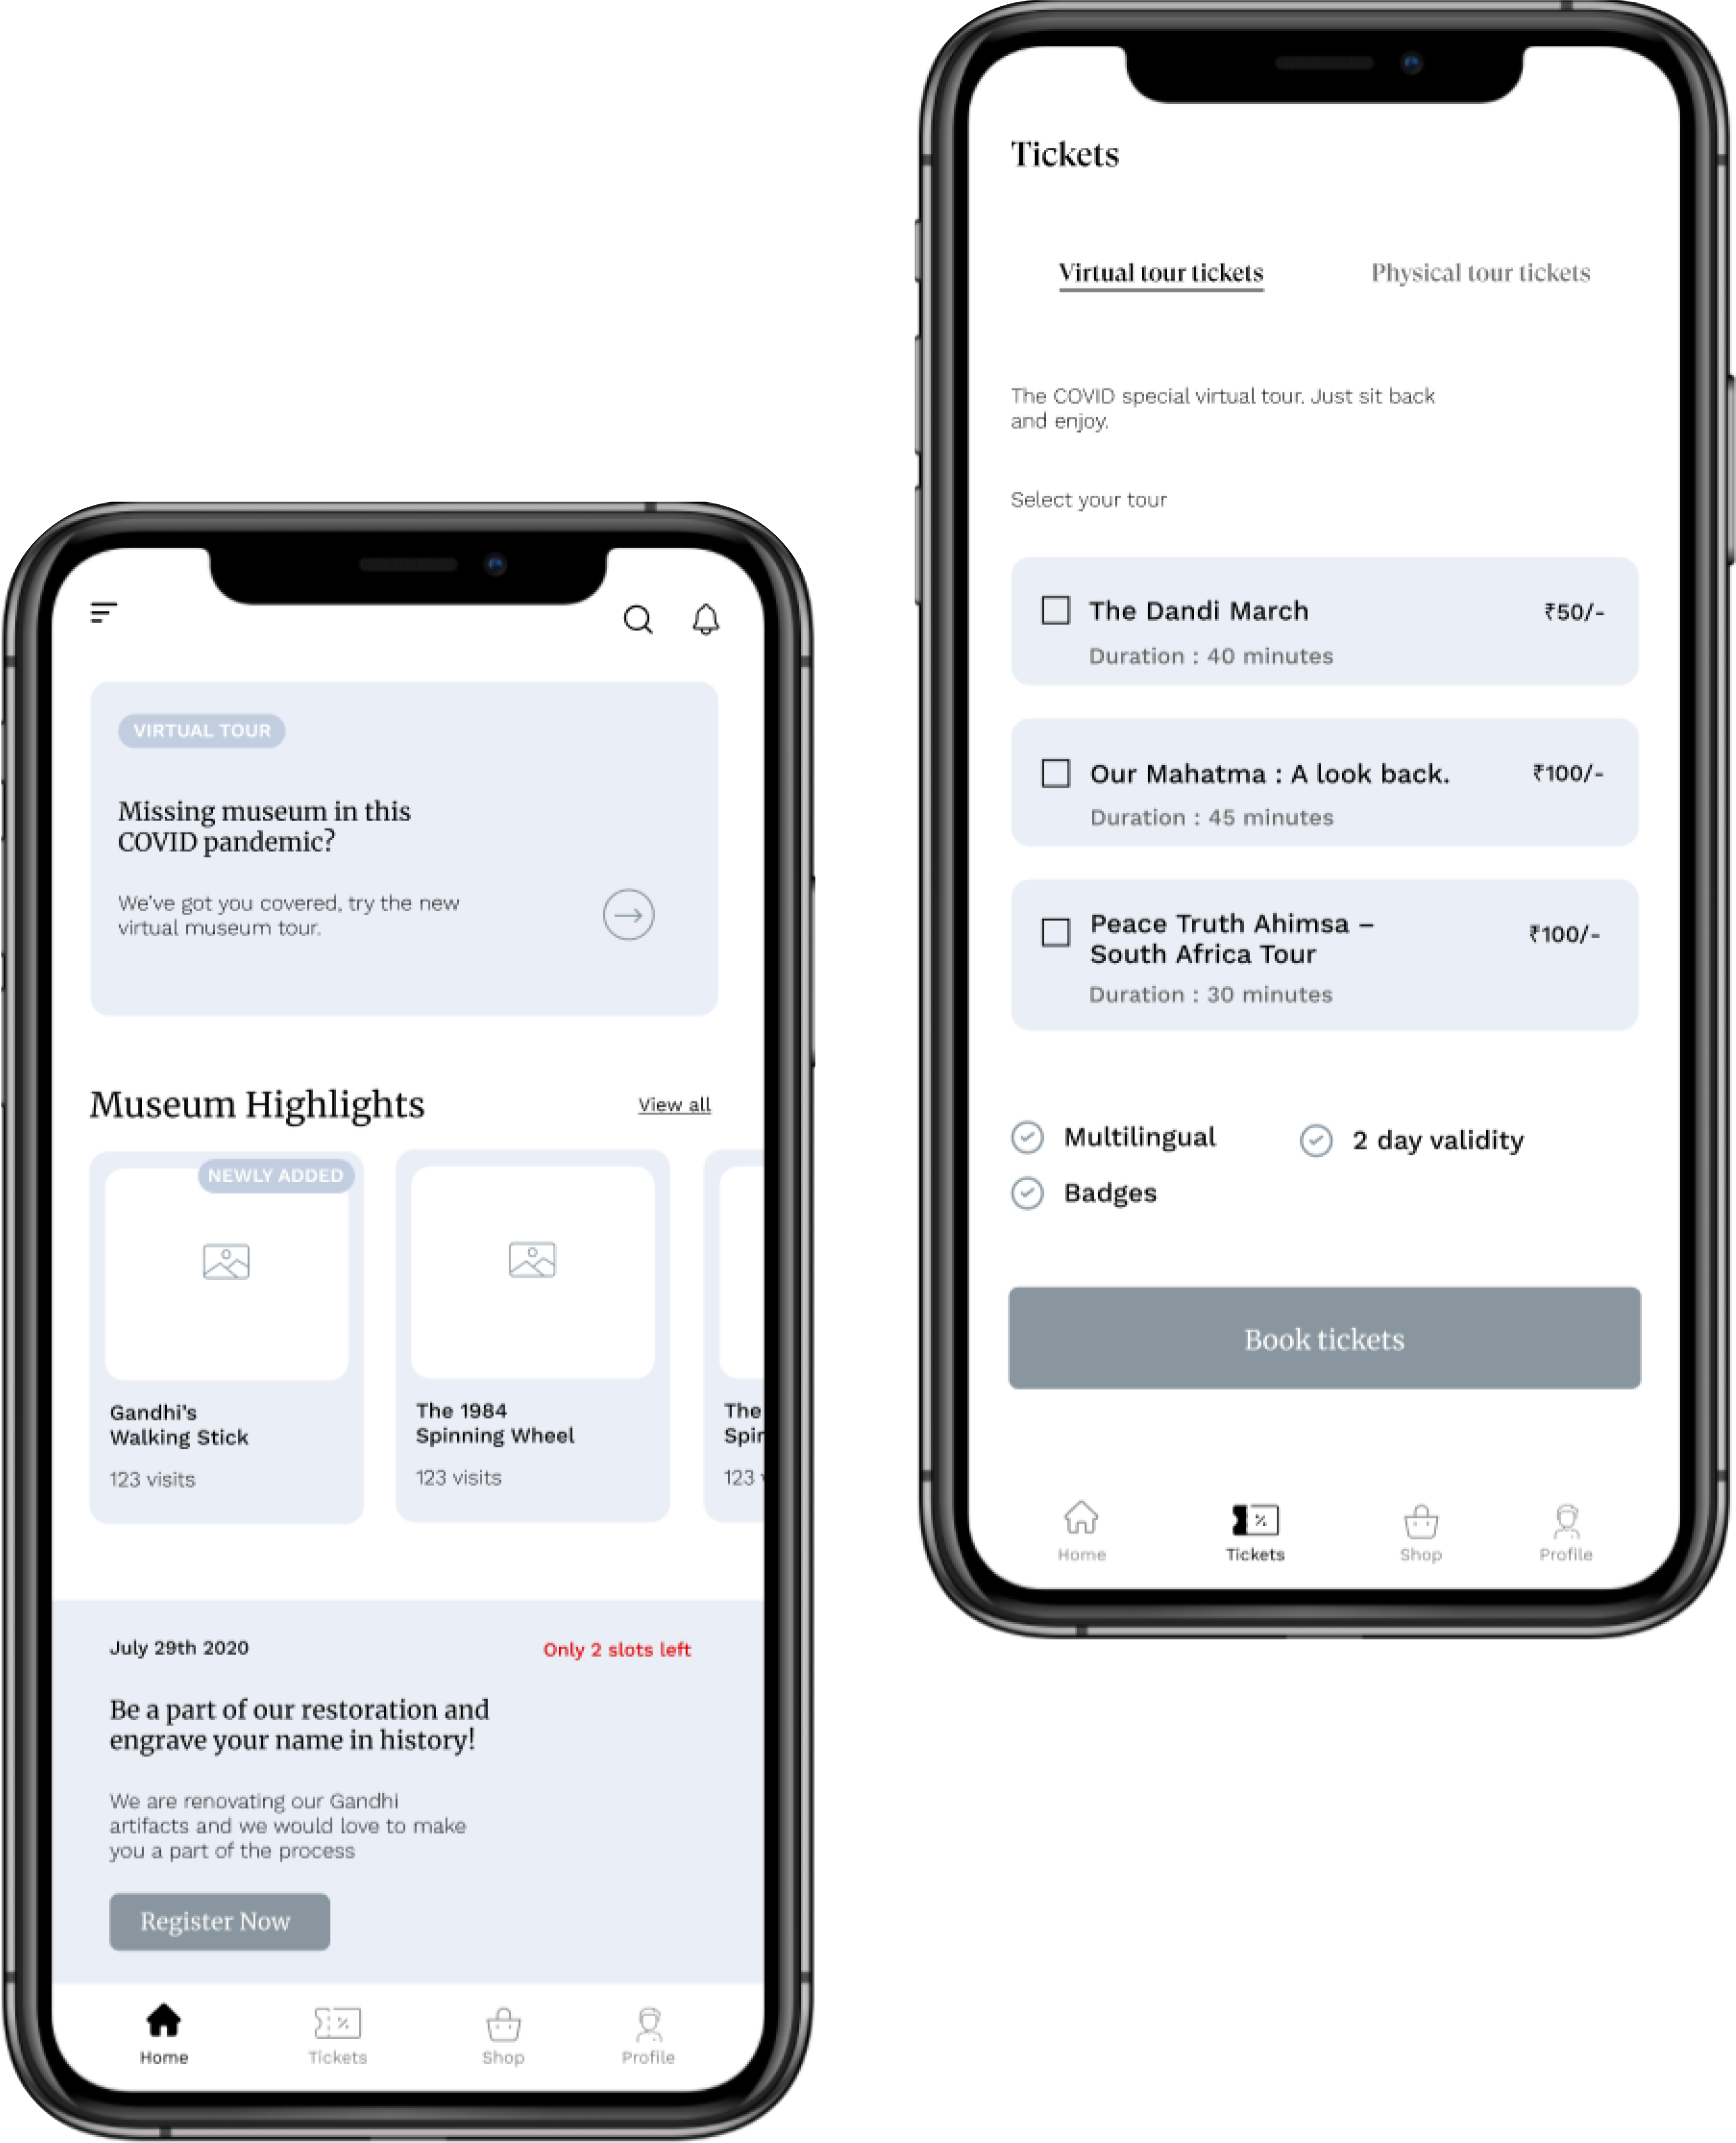 VIRTUAL TOUR
Missing museum in this
COVID pandemic?
We've got you covered, try the new
virtual museum tour.
Museum Highlights
View all
NEWLY ADDED
Gandhi's
Walking Stick
123 visits
The 1984
Spinning Wheel
123 visits
The
Spin
123 v
July 29th 2020
Only 2 slots left
Be a part of our restoration and
engrave your name in history!
We are renovating our Gandhi
artifacts and we would love to make
you a part of the process
Register Now
Home
Tickets
Shop
Profile
Tickets
Virtual tour tickets
Physical tour tickets
The COVID special virtual tour. Just sit back
and enjoy.
Select your tour
The Dandi March
₹50/-
Duration : 40 minutes
Our Mahatma : A look back.
₹100/-
Duration : 45 minutes
Peace Truth Ahimsa –
South Africa Tour
₹100/-
Duration : 30 minutes
Multilingual
2 day validity
Badges
Book tickets
Home
Tickets
Shop
Profile